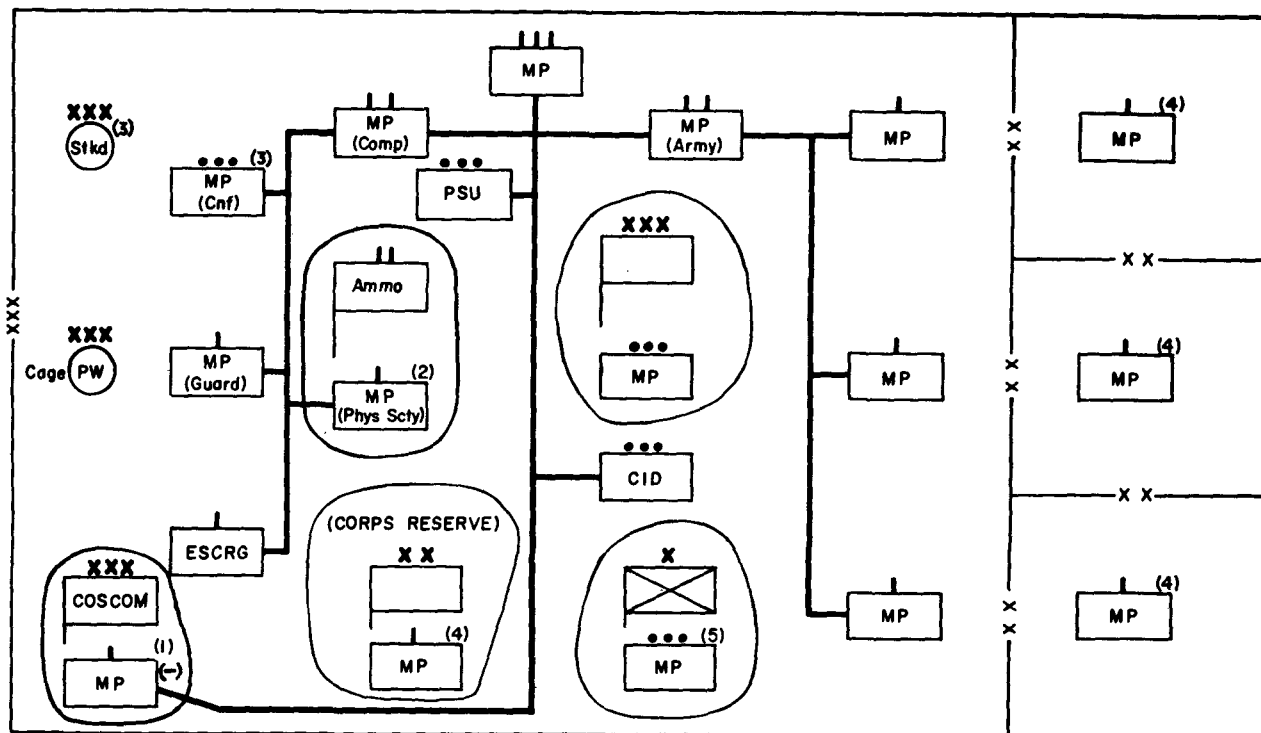 MP
XXX
Stkd
(3)
MP
(Comp)
MP
(Army)
MP
(4)
MP
(3)
MP
(Cnf)
PSU
XX
XXX
XX
Ammo
XXX
XXX
Cage
PW
MP
(Guard)
(2)
MP
(Phys Scty)
MP
MP
XX
(4)
MP
CID
XX
ESCRG
(CORPS RESERVE)
XX
X
XXX
COSCOM
(1)
(-)
MP
(4)
MP
(5)
MP
MP
XX
(4)
MP